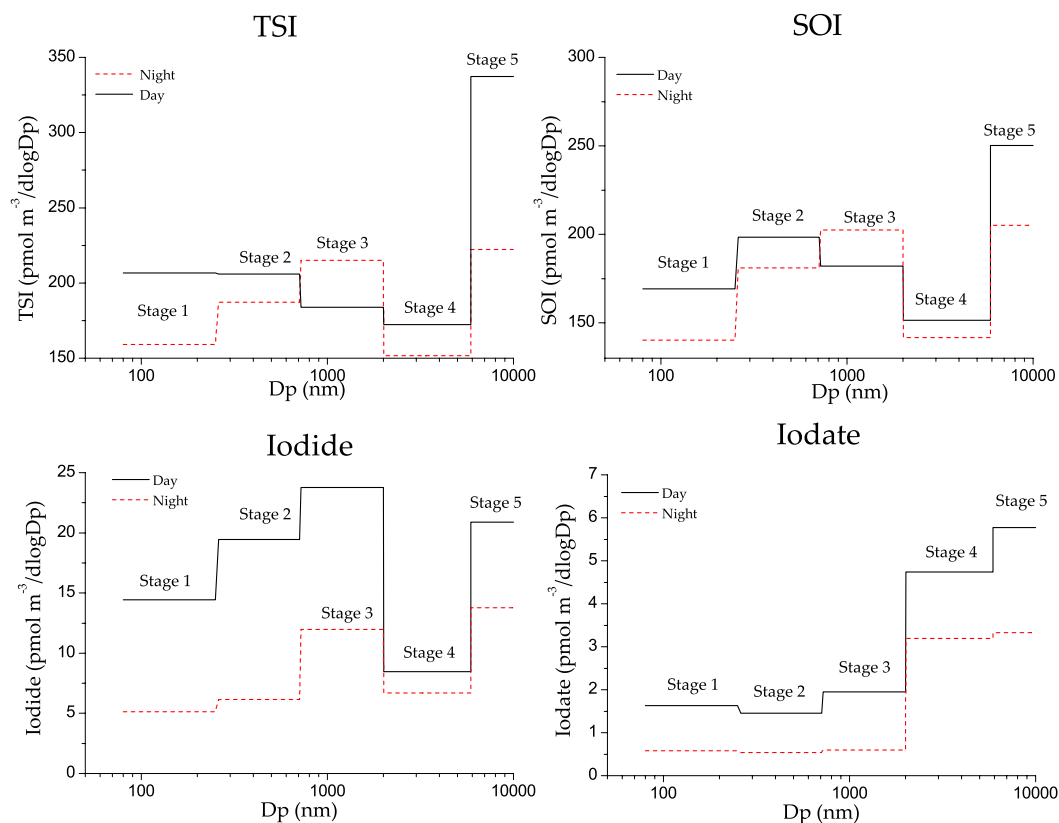 TSI
350
300
250
200
150
TSI (pmol m⁻³/dlogDp)
Night
Day
Stage 1
Stage 2
Stage 3
Stage 4
Stage 5
100
1000
10000
Dp (nm)
SOI
300
250
200
150
SOI (pmol m⁻³/dlogDp)
Day
Night
Stage 1
Stage 2
Stage 3
Stage 4
Stage 5
100
1000
10000
Dp (nm)
Iodide
25
20
15
10
5
0
Iodide (pmol m⁻³/dlogDp)
Day
Night
Stage 1
Stage 2
Stage 3
Stage 4
Stage 5
100
1000
10000
Dp (nm)
Iodate
7
6
5
4
3
2
1
0
Iodate (pmol m⁻³/dlogDp)
Day
Night
Stage 1
Stage 2
Stage 3
Stage 4
Stage 5
100
1000
10000
Dp (nm)